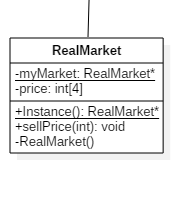 RealMarket
-myMarket: RealMarket*
-price: int[4]
+Instance(): RealMarket*
+sellPrice(int): void
-RealMarket()